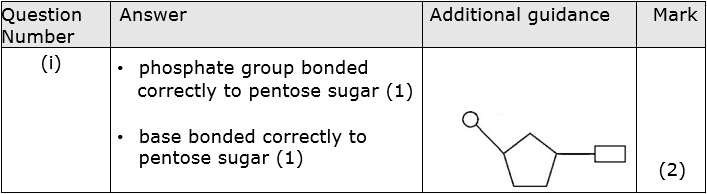 Question Number
Answer
Additional guidance
Mark
(i)
• phosphate group bonded
correctly to pentose sugar (1)
• base bonded correctly to
pentose sugar (1)
(2)